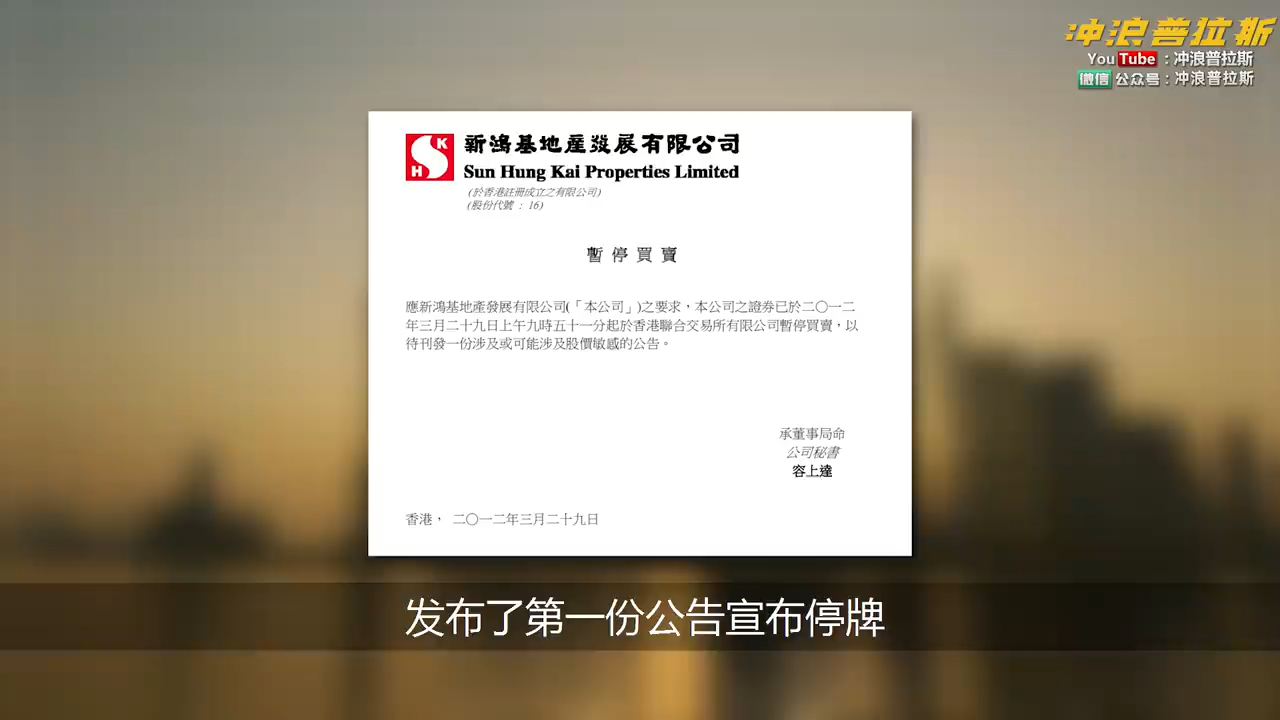 冲浪普拉斯
YouTube：冲浪普拉斯
微信公众号：冲浪普拉斯
SHK
新鴻基地產發展有限公司
Sun Hung Kai Properties Limited
(於香港註冊成立之有限公司)
(股份代號 : 16)
暫停買賣
應新鴻基地產發展有限公司(「本公司」)之要求，本公司之證券已於二〇一二
年三月二十九日上午九時五十一分起於香港聯合交易所有限公司暫停買賣，以
待刊發一份涉及或可能涉及股價敏感的公告。
承董事局命
公司秘書
容上達
香港， 二〇一二年三月二十九日
发布了第一份公告宣布停牌